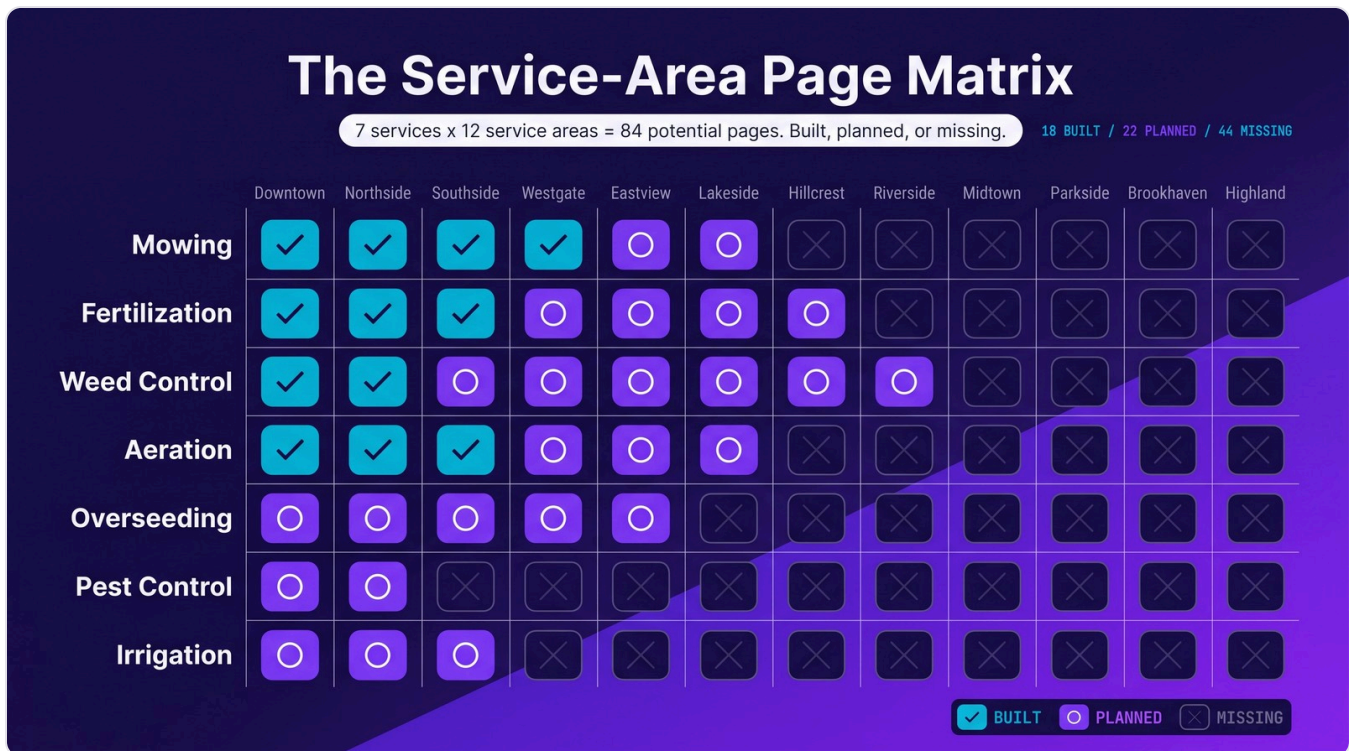 The Service-Area Page Matrix
7 services x 12 service areas = 84 potential pages. Built, planned, or missing.
18 BUILT / 22 PLANNED / 44 MISSING
Downtown Northside Southside Westgate Eastview Lakeside Hillcrest Riverside Midtown Parkside Brookhaven Highland
Mowing
Fertilization
Weed Control
Aeration
Overseeding
Pest Control
Irrigation
BUILT PLANNED MISSING